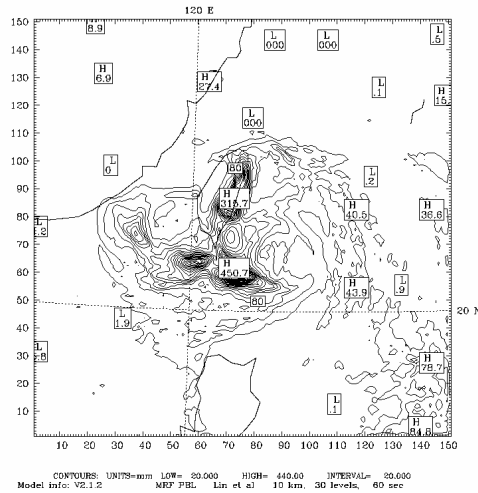 120 E
150
140
130
120
110
100
90
80
70
60
50
40
30
20
10
8.9
L
000
L
000
L
.5
H
6.9
H
27.4
L
.1
H
15
L
000
L
0
80
L
.2
H
315.7
H
40.5
H
36.6
L
H
450.7
H
43.9
L
.9
80
L
1.9
20 N
L
H
78.7
L
.1
H
84.5
10 20 30 40 50 60 70 80 90 100 110 120 130 140 150
CONTOURS: UNITS=mm LOW= 20.000 HIGH= 440.00 INTERVAL= 20.000
Model info: V2.1.2 MRF PBL Lin et al 10 km, 30 levels, 60 sec